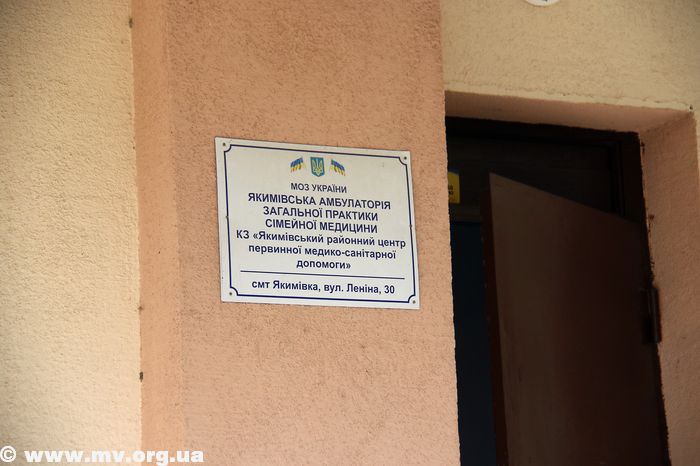 МОЗ УКРАЇНИ
ЯКИМІВСЬКА АМБУЛАТОРІЯ
ЗАГАЛЬНОЇ ПРАКТИКИ
СІМЕЙНОЇ МЕДИЦИНИ
КЗ «Якимівський районний центр
первинної медико-санітарної
допомоги»
смт Якимівка, вул. Леніна, 30
© www.mv.org.ua